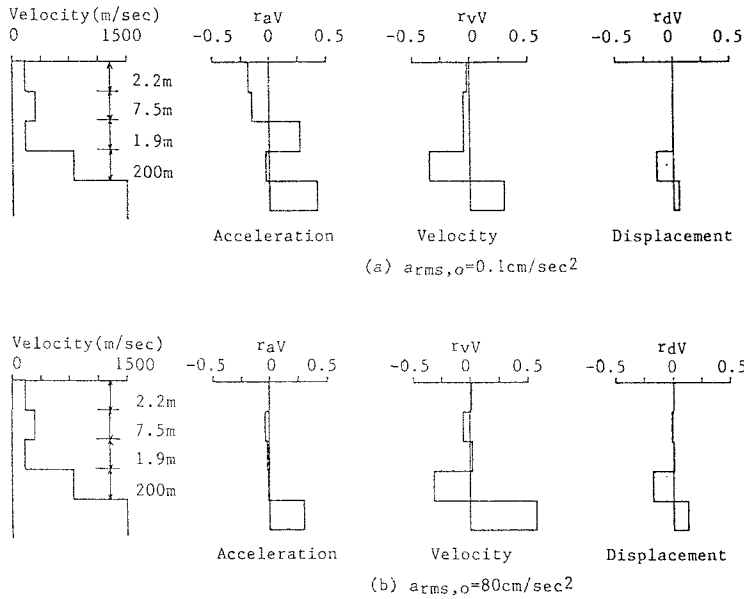 Velocity(m/sec) raV rvV rdV
0 1500 -0.5 0 0.5 -0.5 0 0.5 -0.5 0 0.5
2.2m
7.5m
1.9m
200m
Acceleration Velocity Displacement
(a) arms,o=0.1cm/sec2
Velocity(m/sec) raV rvV rdV
0 1500 -0.5 0 0.5 -0.5 0 0.5 -0.5 0 0.5
2.2m
7.5m
1.9m
200m
Acceleration Velocity Displacement
(b) arms,o=80cm/sec2